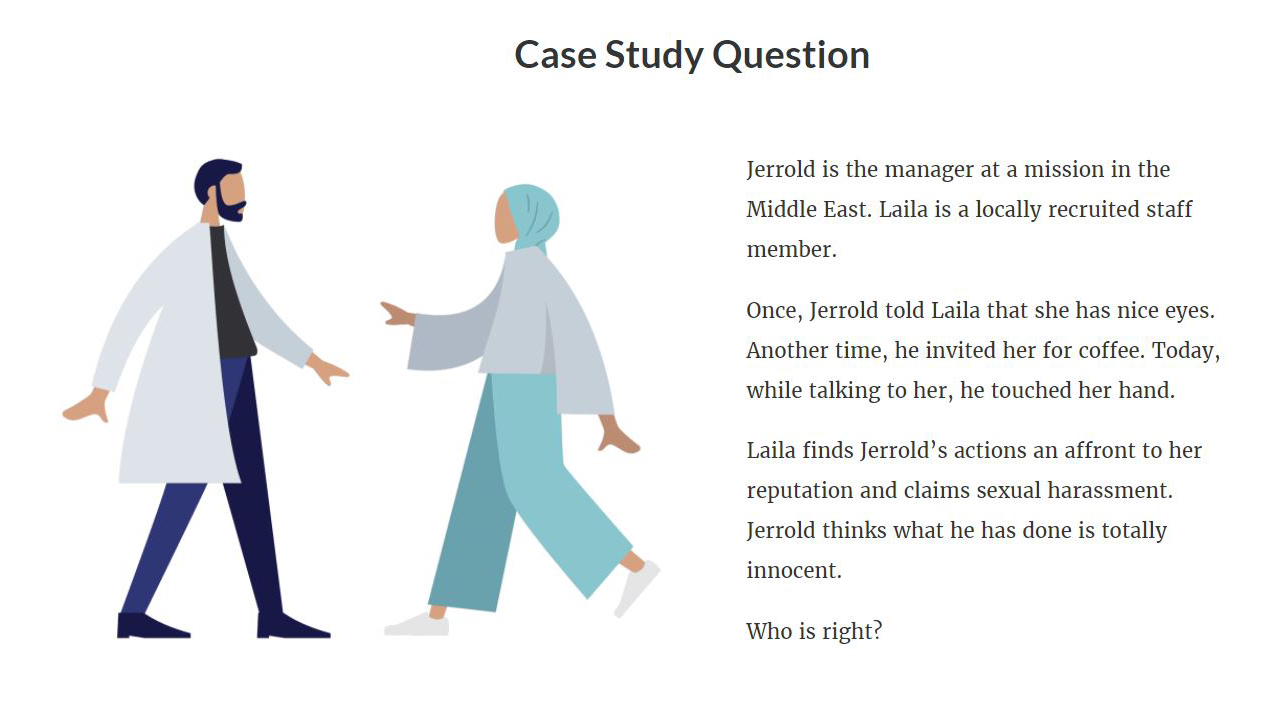 Case Study Question
Jerrold is the manager at a mission in the
Middle East. Laila is a locally recruited staff
member.
Once, Jerrold told Laila that she has nice eyes.
Another time, he invited her for coffee. Today,
while talking to her, he touched her hand.
Laila finds Jerrold’s actions an affront to her
reputation and claims sexual harassment.
Jerrold thinks what he has done is totally
innocent.
Who is right?